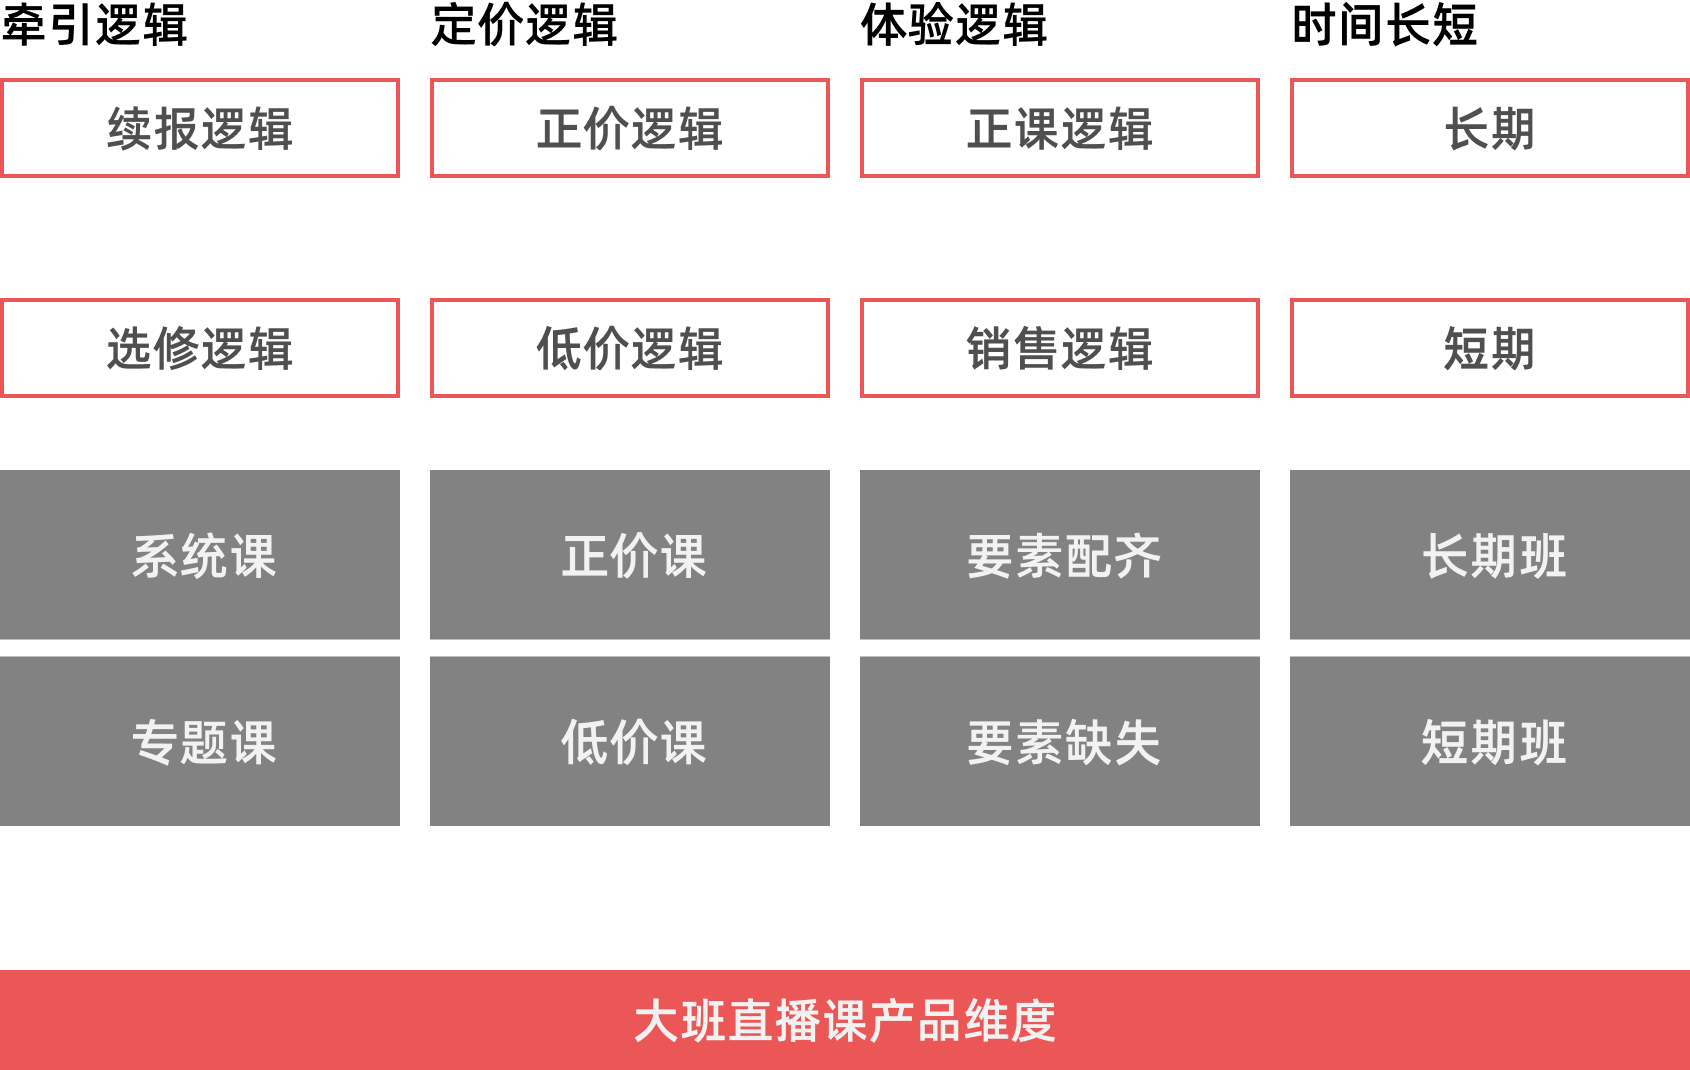 牵引逻辑 定价逻辑 体验逻辑 时间长短
续报逻辑 正价逻辑 正课逻辑 长期
选修逻辑 低价逻辑 销售逻辑 短期
系统课 正价课 要素配齐 长期班
专题课 低价课 要素缺失 短期班
大班直播课产品维度